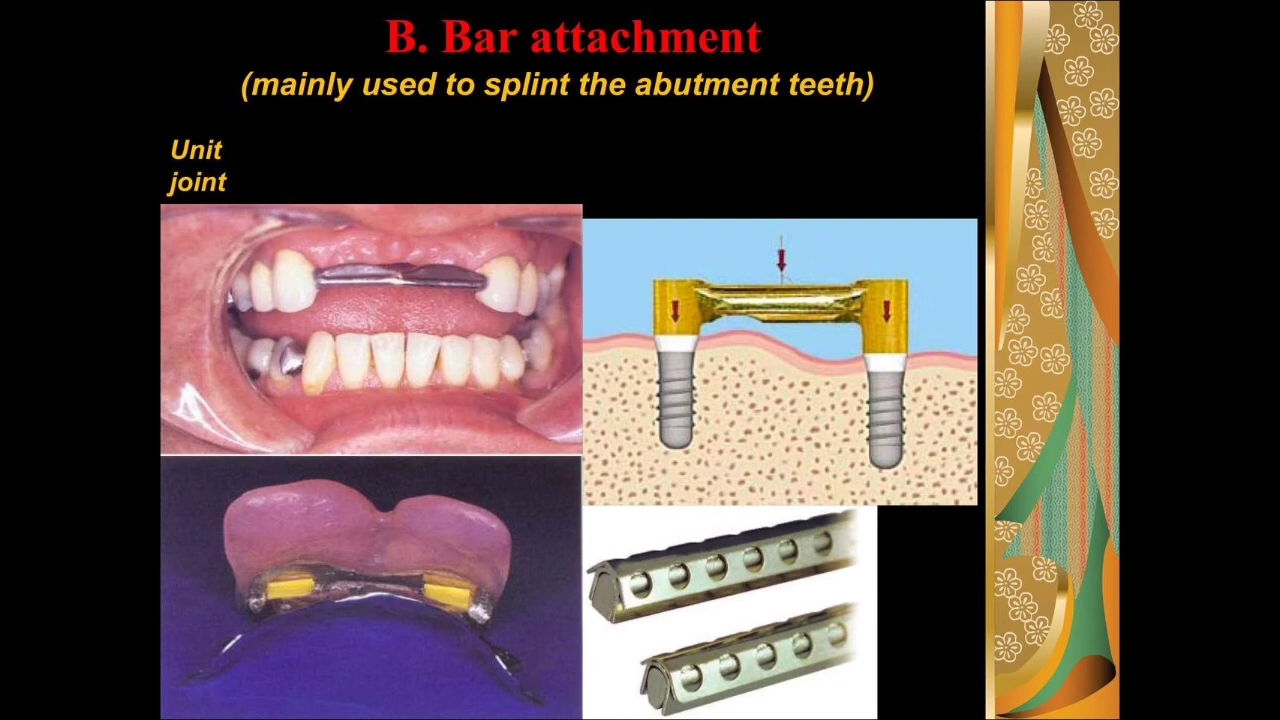 B. Bar attachment
(mainly used to splint the abutment teeth)
Unit
joint